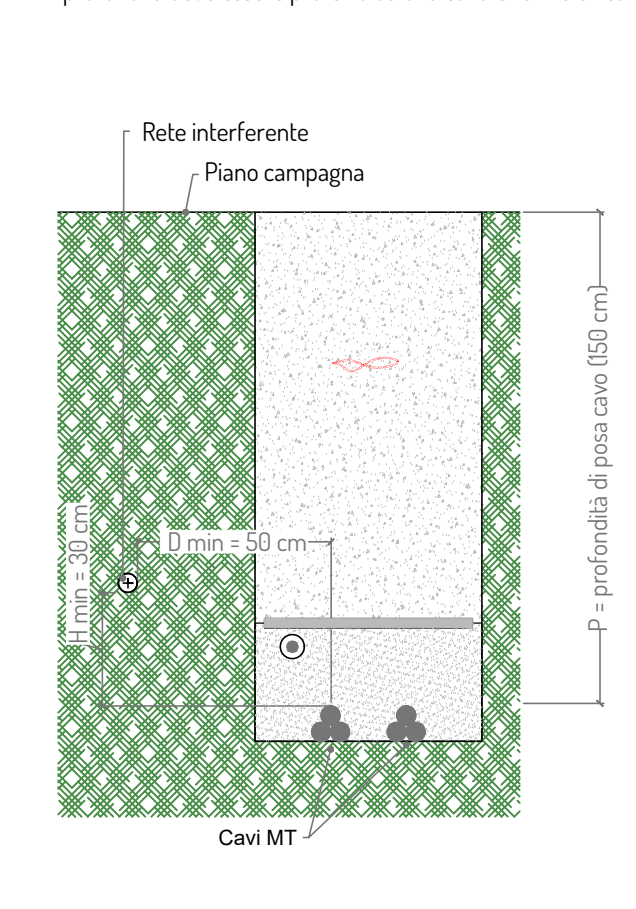 Rete interferente
Piano campagna
P = profondità di posa cavo (150 cm)
D min = 50 cm
H min = 30 cm
Cavi MT